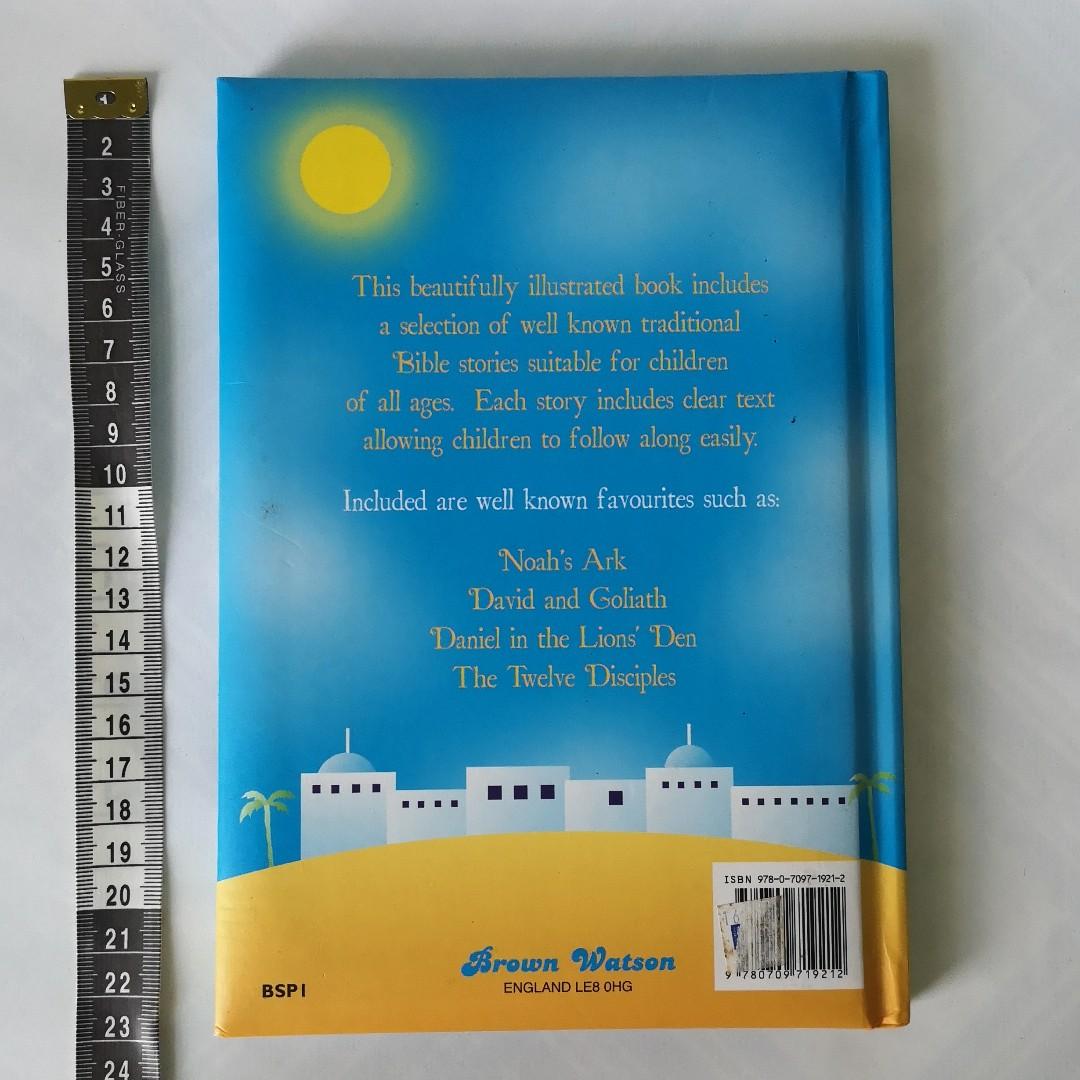 1
2
3
4
5
6
7
8
9
10
11
12
13
14
15
16
17
18
19
20
21
22
23
24
FIBER-GLASS
This beautifully illustrated book includes
a selection of well known traditional
Bible stories suitable for children
of all ages. Each story includes clear text
allowing children to follow along easily.
Included are well known favourites such as:
Noah's Ark
David and Goliath
Daniel in the Lions' Den
The Twelve Disciples
ISBN 978-0-7097-1921-2
9 780709 719212
Brown Watson
ENGLAND LE8 0HG
BSP1